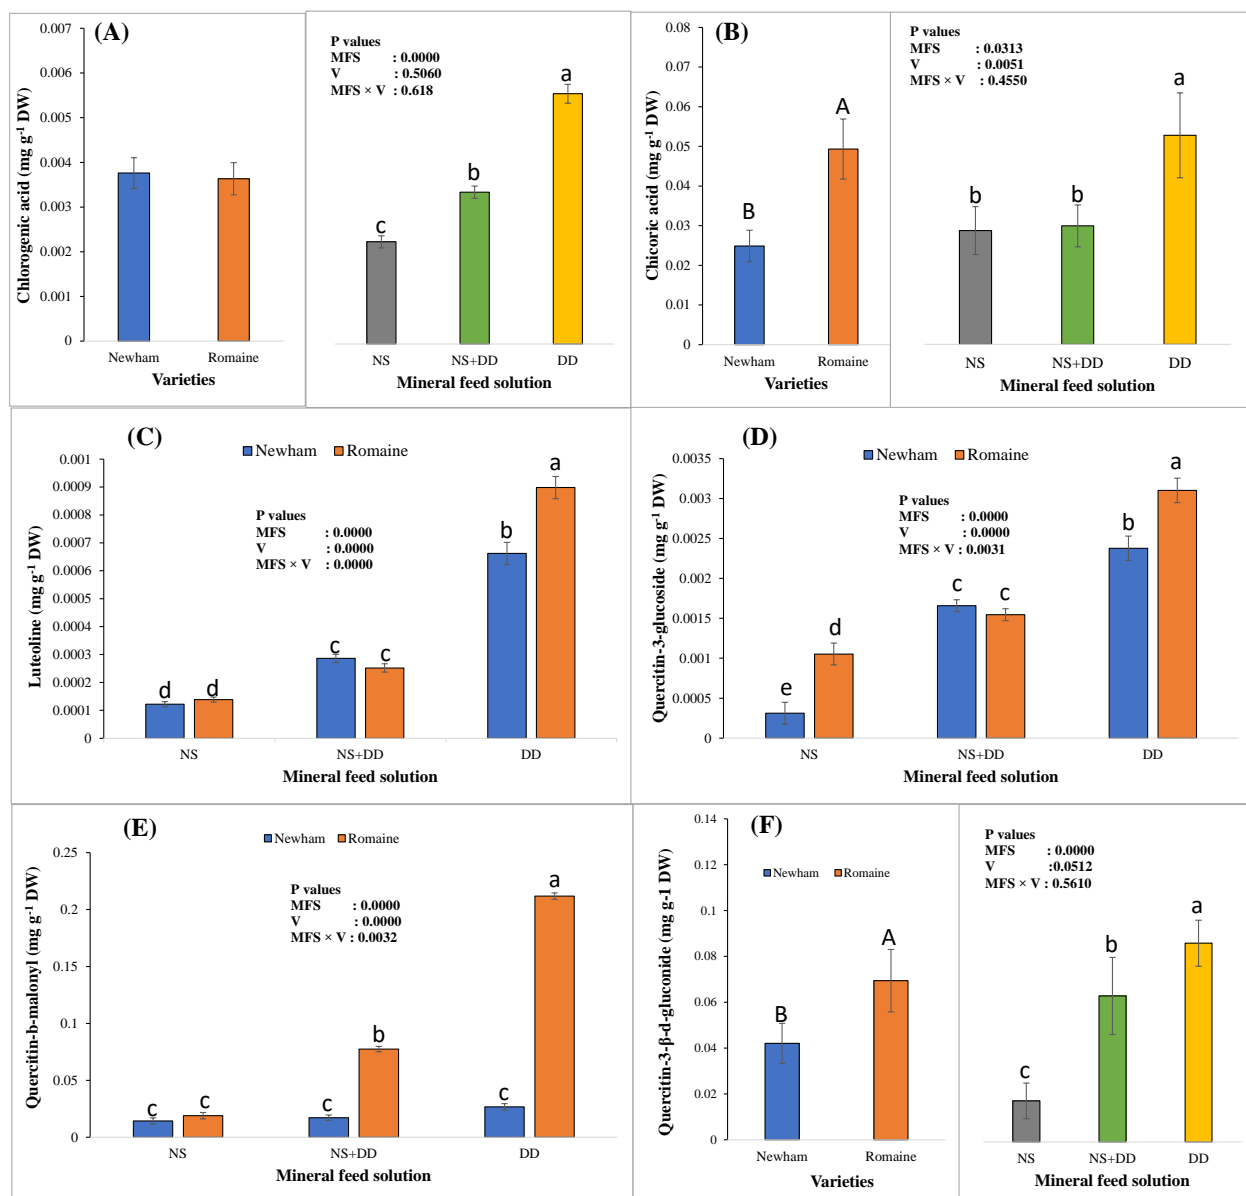 (A)
Chlorogenic acid (mg g-1 DW)
0.007
0.006
0.005
0.004
0.003
0.002
0.001
0
Newham Romaine
Varieties
P values
MFS : 0.0000
V : 0.5060
MFS × V : 0.618
c
b
a
NS NS+DD DD
Mineral feed solution
(B)
Chicoric acid (mg g-1 DW)
0.08
0.07
0.06
0.05
0.04
0.03
0.02
0.01
0
B
A
Newham Romaine
Varieties
P values
MFS : 0.0313
V : 0.0051
MFS × V : 0.4550
b
b
a
NS NS+DD DD
Mineral feed solution
(C)
Newham Romaine
Luteoline (mg g-1 DW)
0.001
0.0009
0.0008
0.0007
0.0006
0.0005
0.0004
0.0003
0.0002
0.0001
0
P values
MFS : 0.0000
V : 0.0000
MFS × V : 0.0000
d d
c c
b a
NS NS+DD DD
Mineral feed solution
(D)
Newham Romaine
Quercitin-3-glucoside (mg g-1 DW)
0.0035
0.003
0.0025
0.002
0.0015
0.001
0.0005
0
P values
MFS : 0.0000
V : 0.0000
MFS × V : 0.0031
e d
c c
b a
NS NS+DD DD
Mineral feed solution
(E)
Newham Romaine
Quercitin-b-malonyl (mg g-1 DW)
0.25
0.2
0.15
0.1
0.05
0
P values
MFS : 0.0000
V : 0.0000
MFS × V : 0.0032
c c
c b
c a
NS NS+DD DD
Mineral feed solution
(F)
Newham Romaine
Quercitin-3-β-d-gluconide (mg g-1 DW)
0.14
0.12
0.1
0.08
0.06
0.04
0.02
0
B
A
Newham Romaine
Varieties
P values
MFS : 0.0000
V :0.0512
MFS × V : 0.5610
c
b
a
NS NS+DD DD
Mineral feed solution